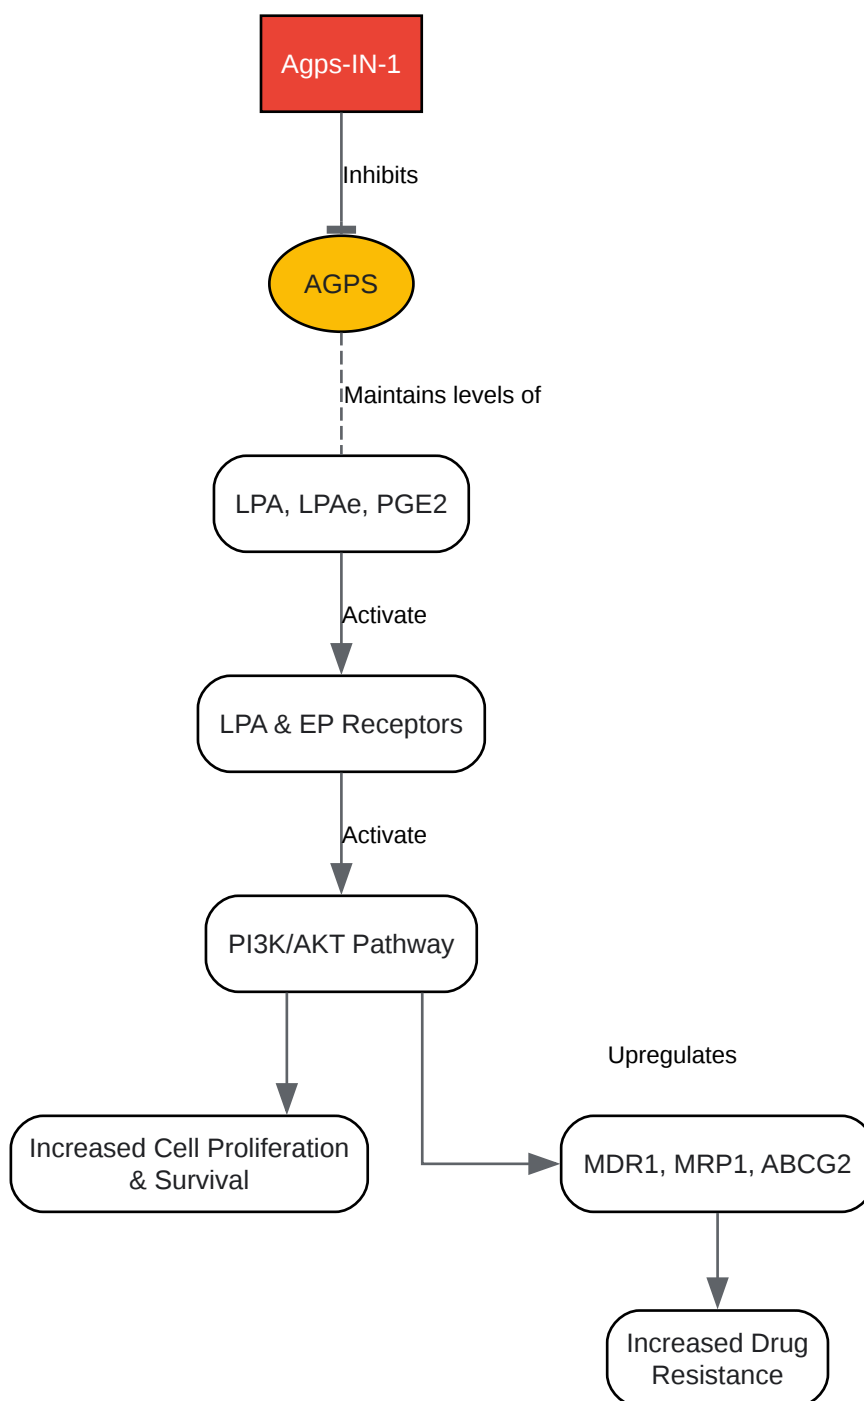 Agps-IN-1
Inhibits
AGPS
Maintains levels of
LPA, LPAe, PGE2
Activate
LPA & EP Receptors
Activate
PI3K/AKT Pathway
Upregulates
Increased Cell Proliferation
& Survival
MDR1, MRP1, ABCG2
Increased Drug
Resistance